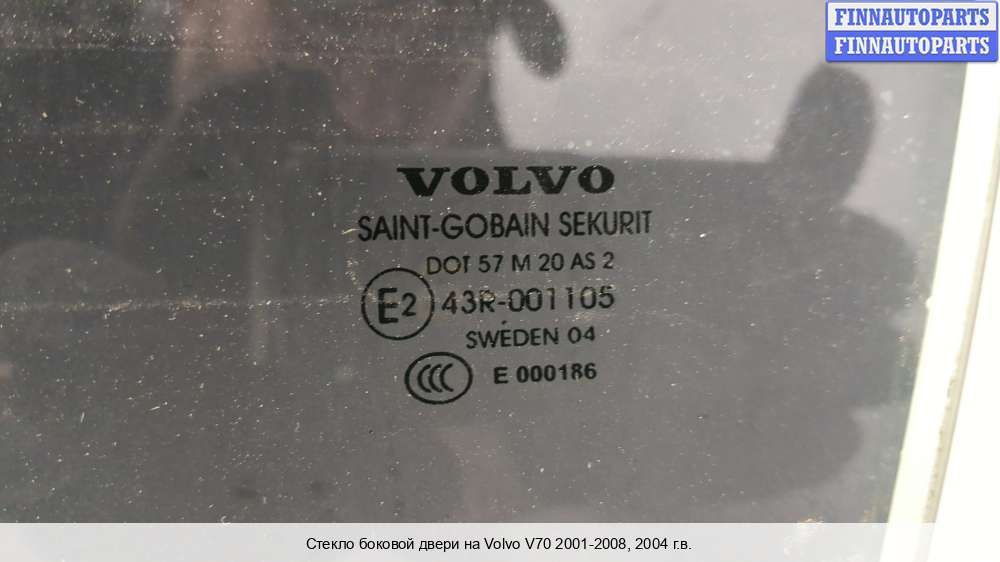 FINNAUTOPARTS
FINNAUTOPARTS
VOLVO
SAINT-GOBAIN SEKURIT
DOT 57 M 20 AS 2
E2 43R-001105
SWEDEN 04
CCC E 000186
Стекло боковой двери на Volvo V70 2001-2008, 2004 г.в.